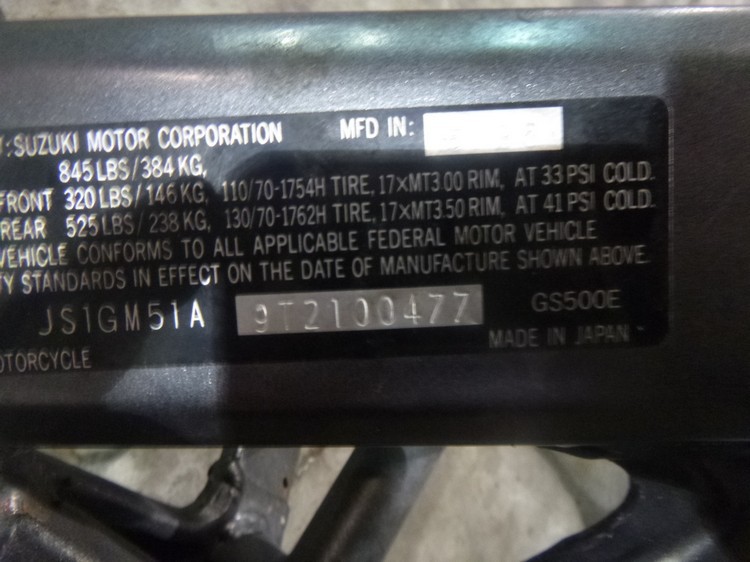 : SUZUKI MOTOR CORPORATION MFD IN:
845 LBS/384 KG,
FRONT 320 LBS/146 KG, 110/70-1754H TIRE, 17×MT3.00 RIM, AT 33 PSI COLD.
REAR 525 LBS/238 KG, 130/70-1762H TIRE, 17×MT3.50 RIM, AT 41 PSI COLD.
VEHICLE CONFORMS TO ALL APPLICABLE FEDERAL MOTOR VEHICLE
TY STANDARDS IN EFFECT ON THE DATE OF MANUFACTURE SHOWN ABOVE.
JS1GM51A 9T2100477 GS500E
MADE IN JAPAN
OTORCYCLE